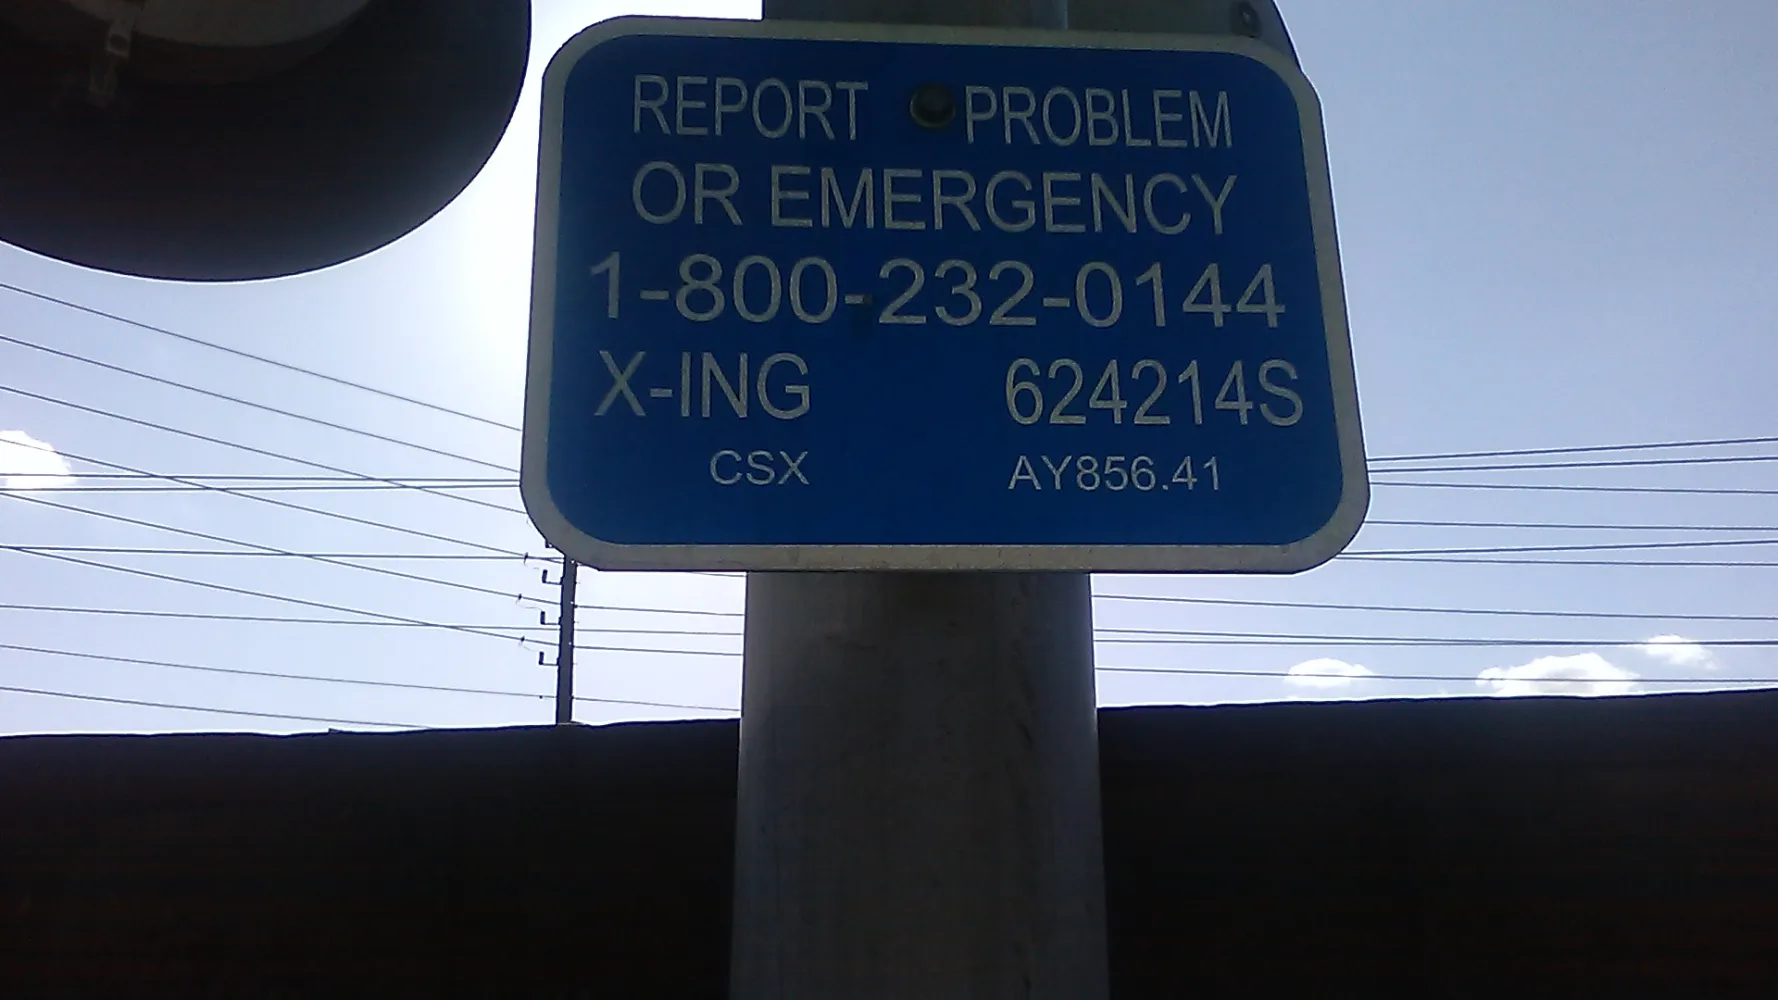 REPORT PROBLEM
OR EMERGENCY
1-800-232-0144
X-ING 624214S
CSX AY856.41